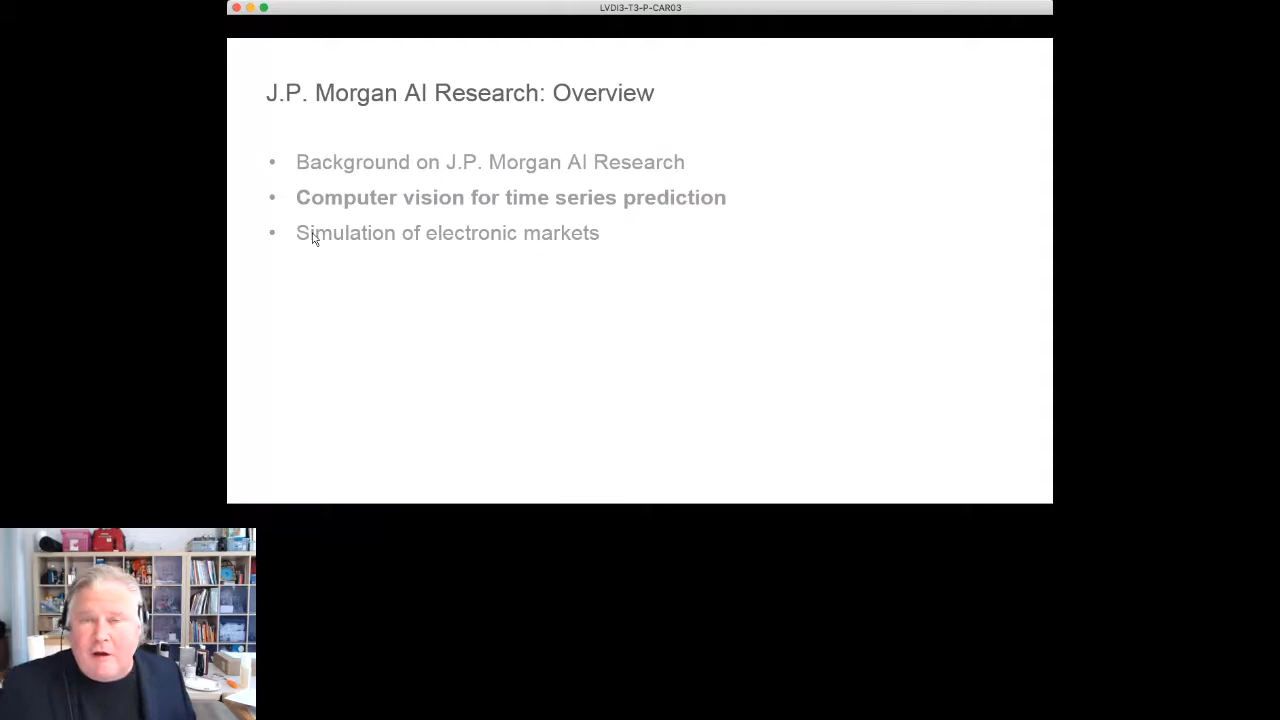 LVDI3-T3-P-CAR03
J.P. Morgan AI Research: Overview
• Background on J.P. Morgan AI Research
• Computer vision for time series prediction
• Simulation of electronic markets